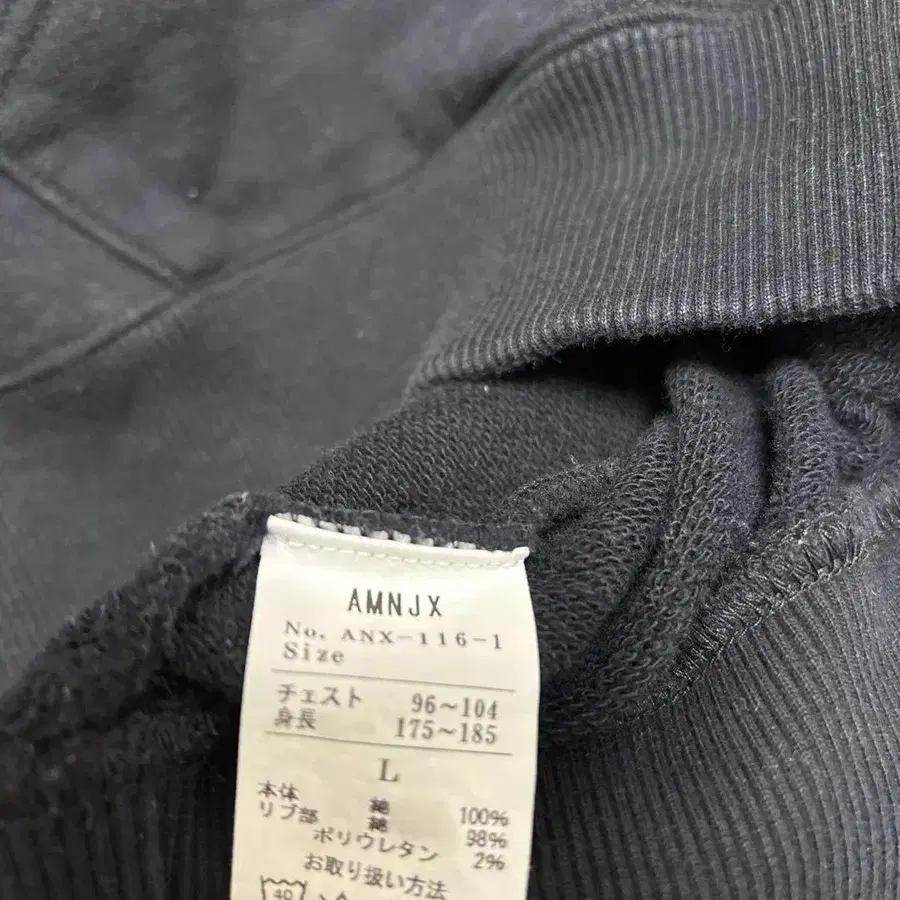 AMNJX
No. ANX-116-1
Size
チェスト 96~104
身長 175~185
L
本体 綿 100%
リブ部 綿 98%
ポリウレタン 2%
お取り扱い方法
40